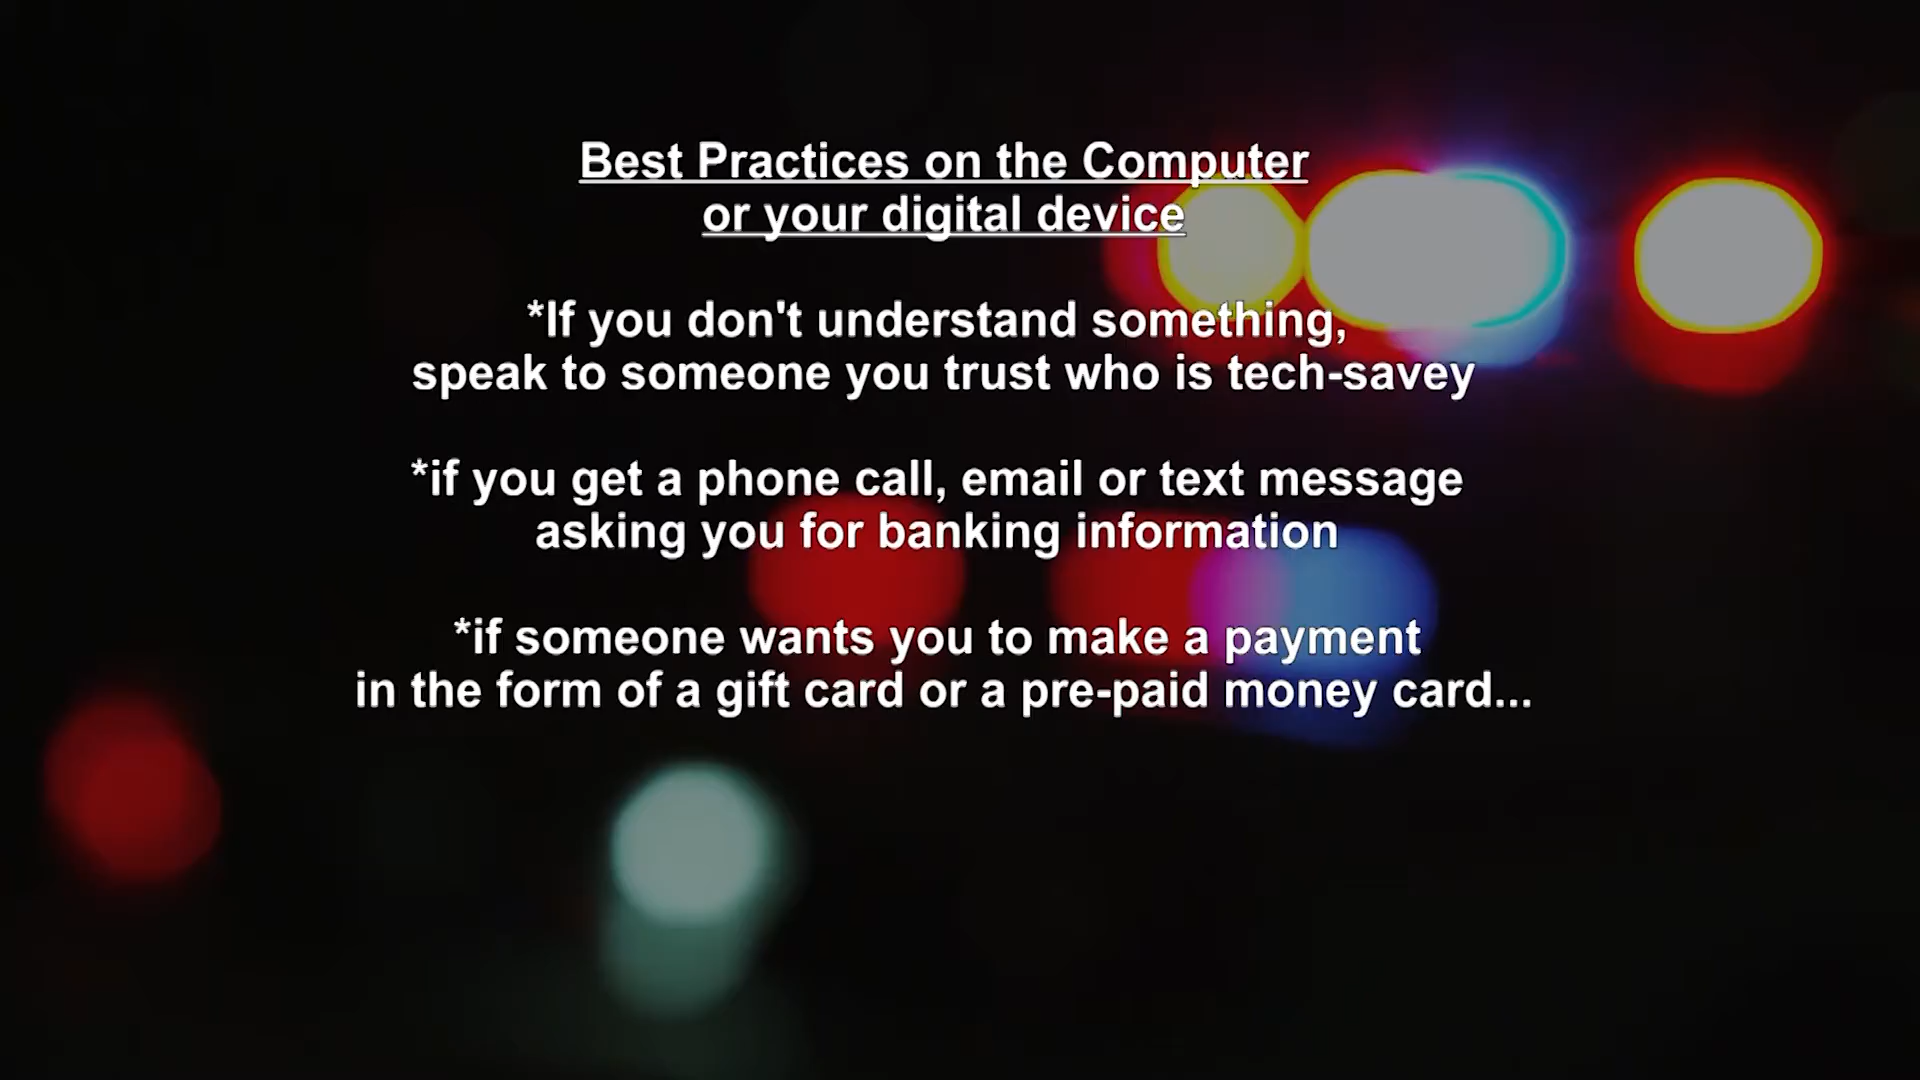 Best Practices on the Computer
or your digital device
*If you don't understand something,
speak to someone you trust who is tech-savey
*if you get a phone call, email or text message
asking you for banking information
*if someone wants you to make a payment
in the form of a gift card or a pre-paid money card...